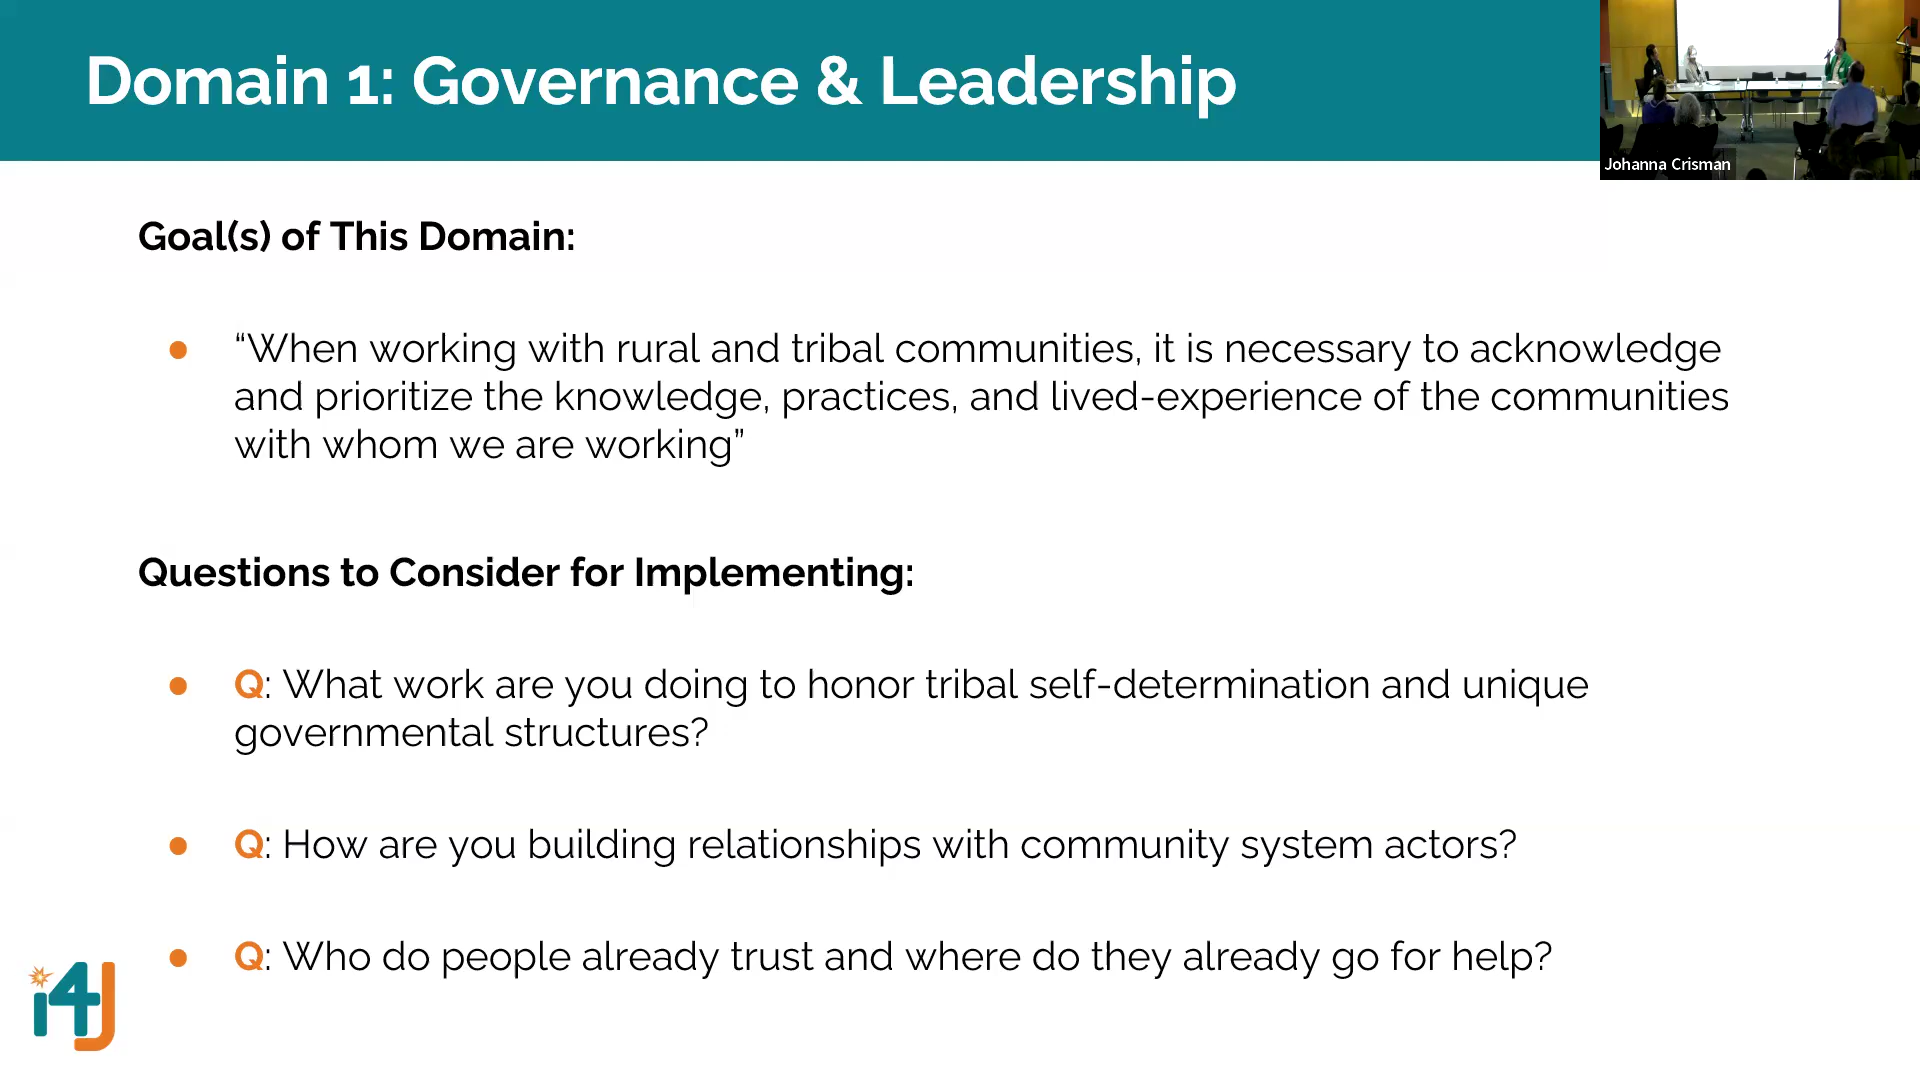 Domain 1: Governance & Leadership
Johanna Crisman
Goal(s) of This Domain:
“When working with rural and tribal communities, it is necessary to acknowledge
and prioritize the knowledge, practices, and lived-experience of the communities
with whom we are working”
Questions to Consider for Implementing:
Q: What work are you doing to honor tribal self-determination and unique
governmental structures?
Q: How are you building relationships with community system actors?
Q: Who do people already trust and where do they already go for help?
i4J